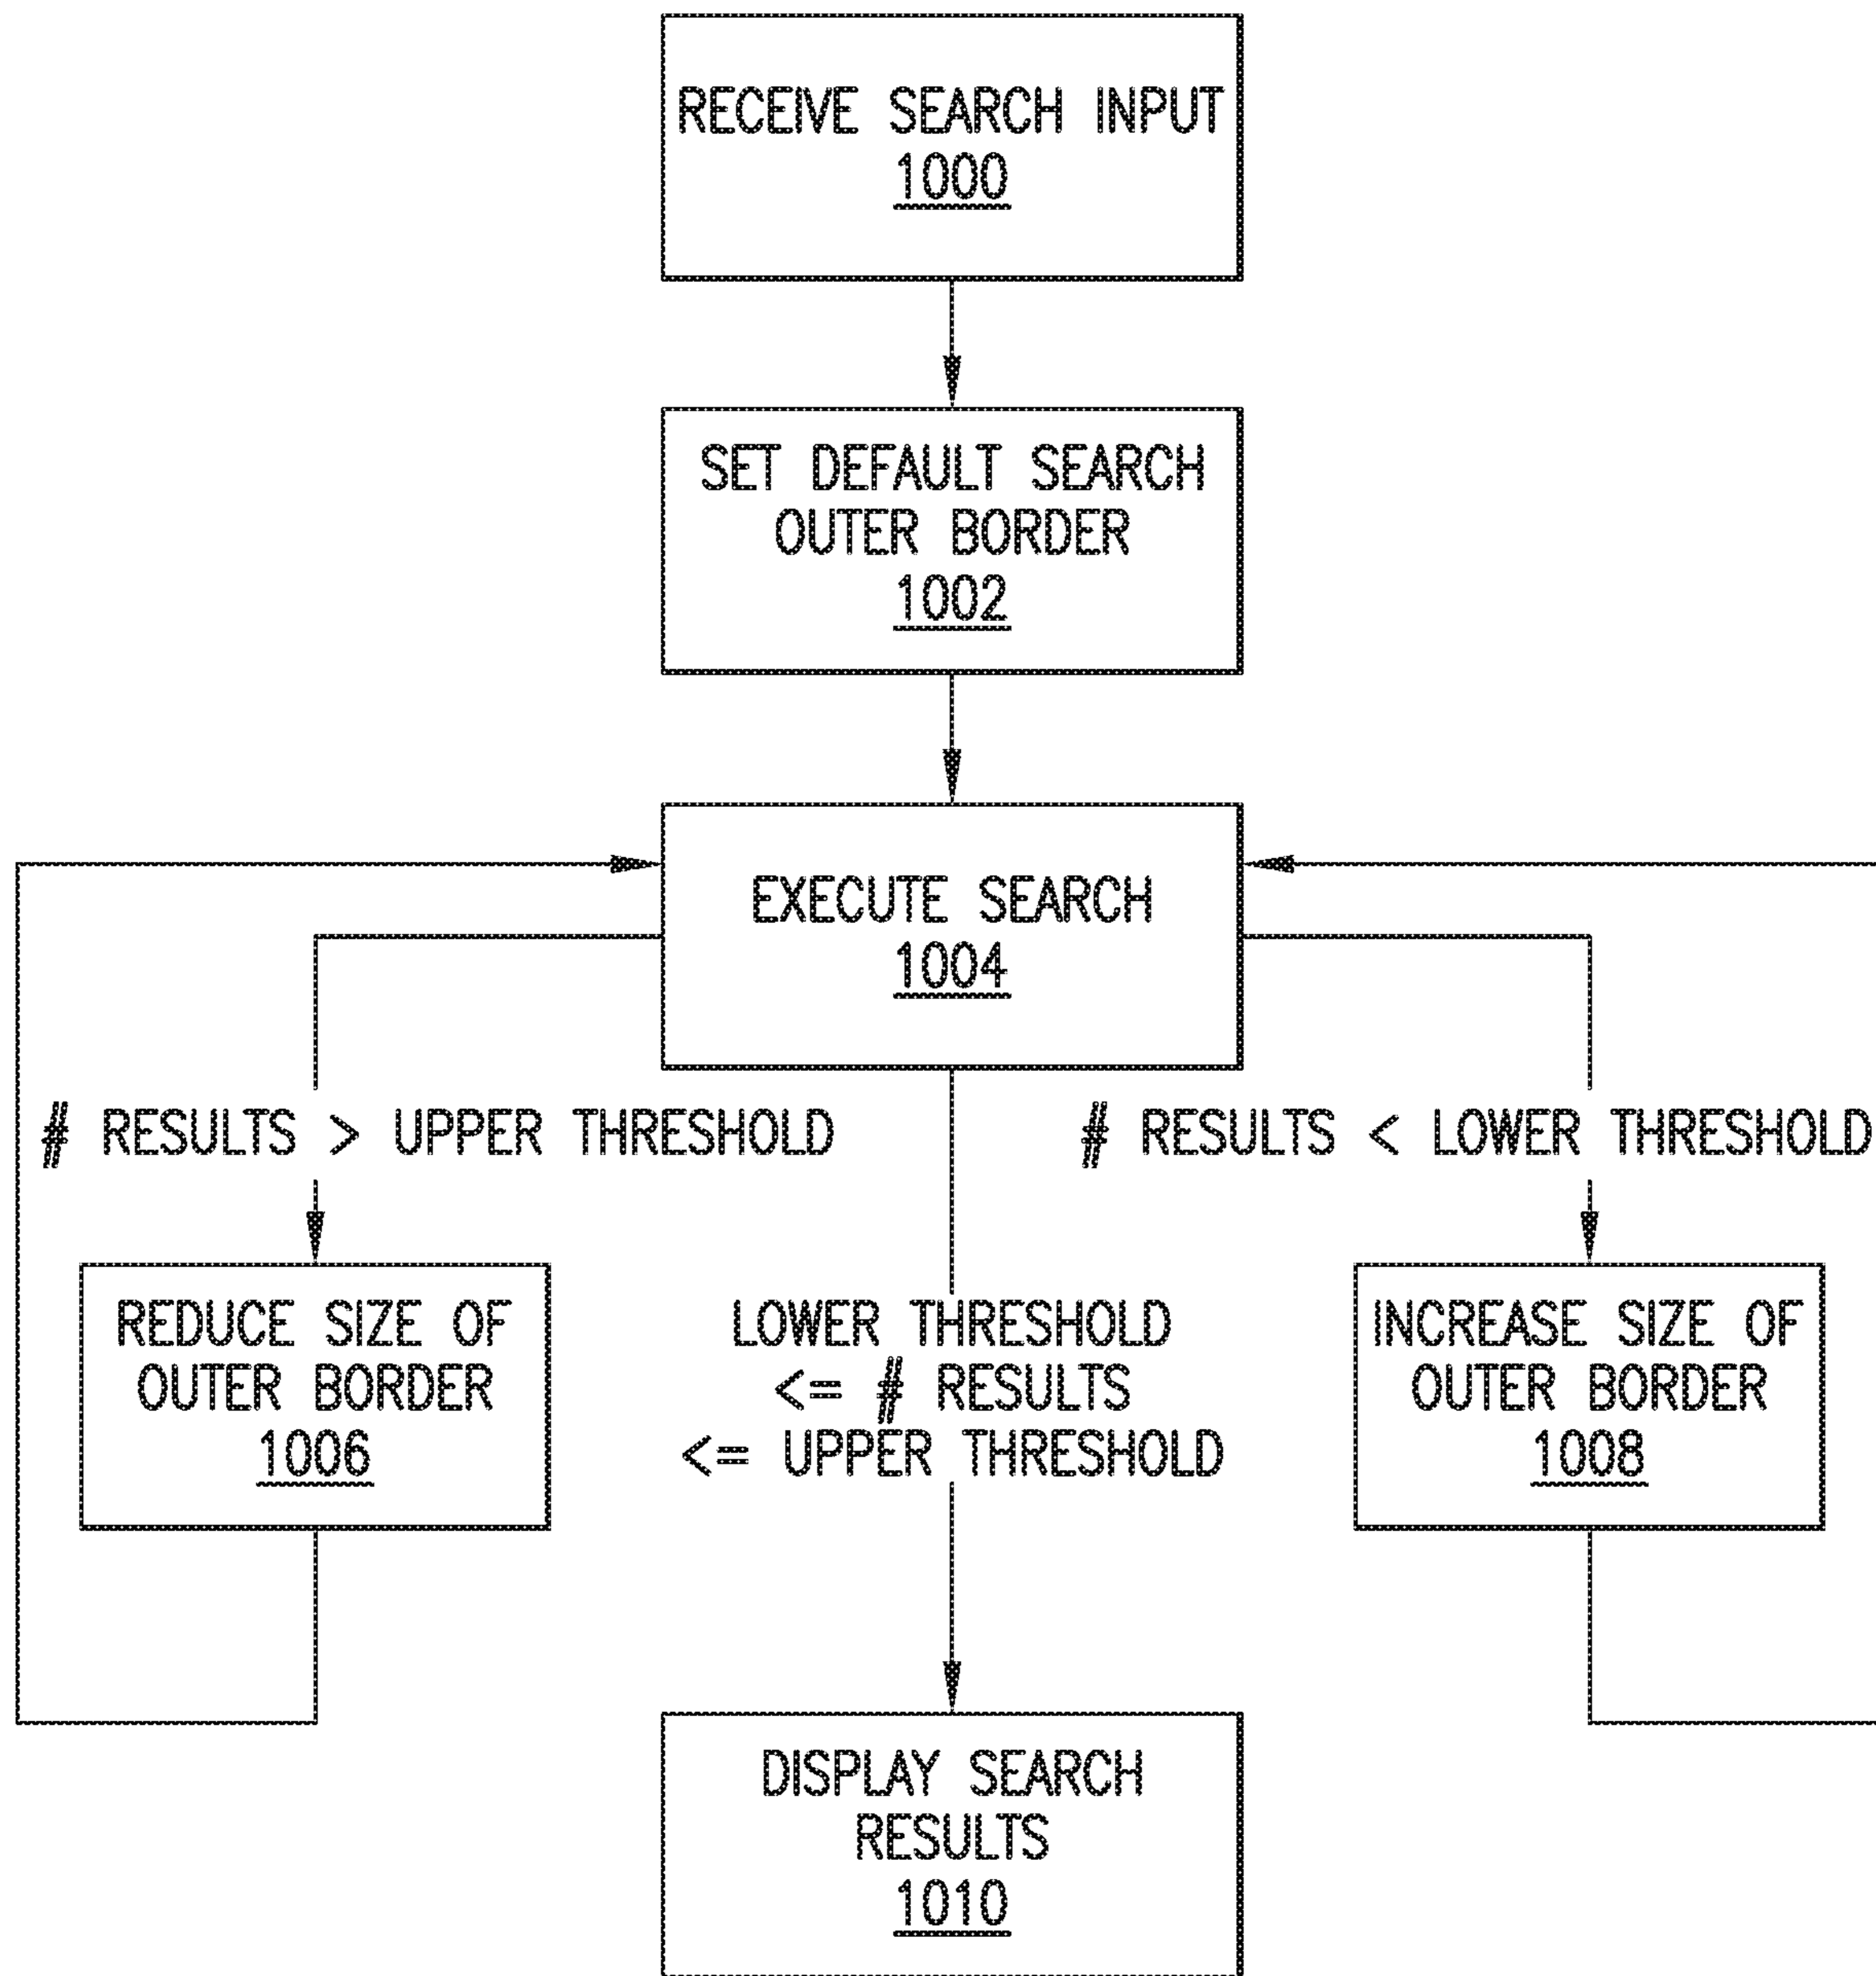 RECEIVE SEARCH INPUT
1000
SET DEFAULT SEARCH
OUTER BORDER
1002
EXECUTE SEARCH
1004
# RESULTS > UPPER THRESHOLD
# RESULTS < LOWER THRESHOLD
REDUCE SIZE OF
OUTER BORDER
1006
LOWER THRESHOLD
<= # RESULTS
<= UPPER THRESHOLD
INCREASE SIZE OF
OUTER BORDER
1008
DISPLAY SEARCH
RESULTS
1010